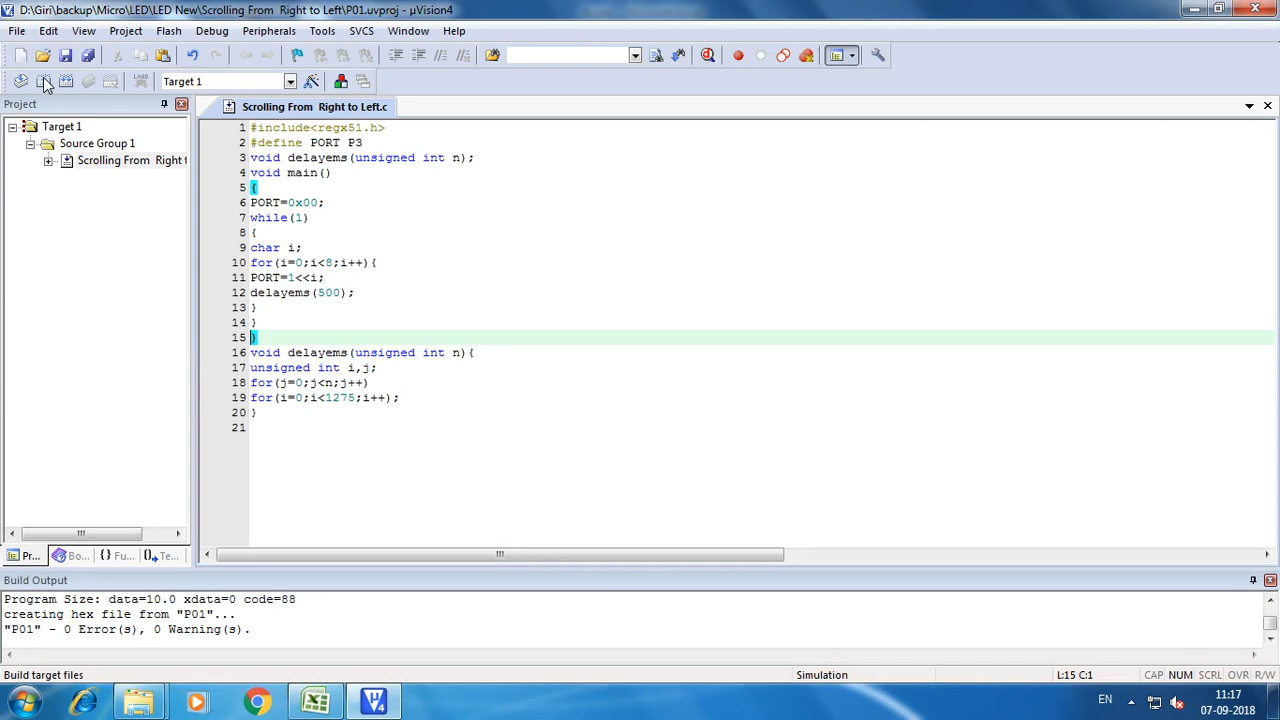 D:\Giri\backup\Micro\LED\LED New\Scrolling From  Right to Left\P01.uvproj - µVision4
File Edit View Project Flash Debug Peripherals Tools SVCS Window Help
LOAD Target 1
Project
Scrolling From  Right to Left.c
Target 1
Source Group 1
Scrolling From  Right t
1 #include<regx51.h>
2 #define PORT P3
3 void delayems(unsigned int n);
4 void main()
5 {
6 PORT=0x00;
7 while(1)
8 {
9 char i;
10 for(i=0;i<8;i++){
11 PORT=1<<i;
12 delayems(500);
13 }
14 }
15 }
16 void delayems(unsigned int n){
17 unsigned int i,j;
18 for(j=0;j<n;j++)
19 for(i=0;i<1275;i++);
20 }
21
Pr... Bo... {} Fu... Te...
Build Output
Program Size: data=10.0 xdata=0 code=88
creating hex file from "P01"...
"P01" - 0 Error(s), 0 Warning(s).
Build target files Simulation L:15 C:1 CAP NUM SCRL OVR R/W
EN 11:17
07-09-2018